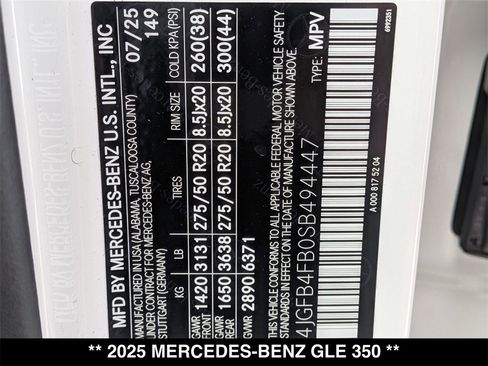 MFD BY MERCEDES-BENZ U.S. INTL., INC
MANUFACTURED IN USA (ALABAMA, TUSCALOOSA COUNTY)
UNDER CONTRACT FOR MERCEDES-BENZ AG,
STUTTGART (GERMANY)
07/25
149
KG LB TIRES RIM SIZE COLD KPA (PSI)
GAWR FRONT 1420 3131 275/50 R20 8.5Jx20 260(38)
GAWR REAR 1650 3638 275/50 R20 8.5Jx20 300(44)
GVWR 2890 6371
THIS VEHICLE CONFORMS TO ALL APPLICABLE FEDERAL MOTOR VEHICLE SAFETY
STANDARDS IN EFFECT ON THE DATE OF MANUFACTURE SHOWN ABOVE.
4JGFB4FB0SB494447 TYPE: MPV
A 000 817 52 04
6992351
** 2025 MERCEDES-BENZ GLE 350 **